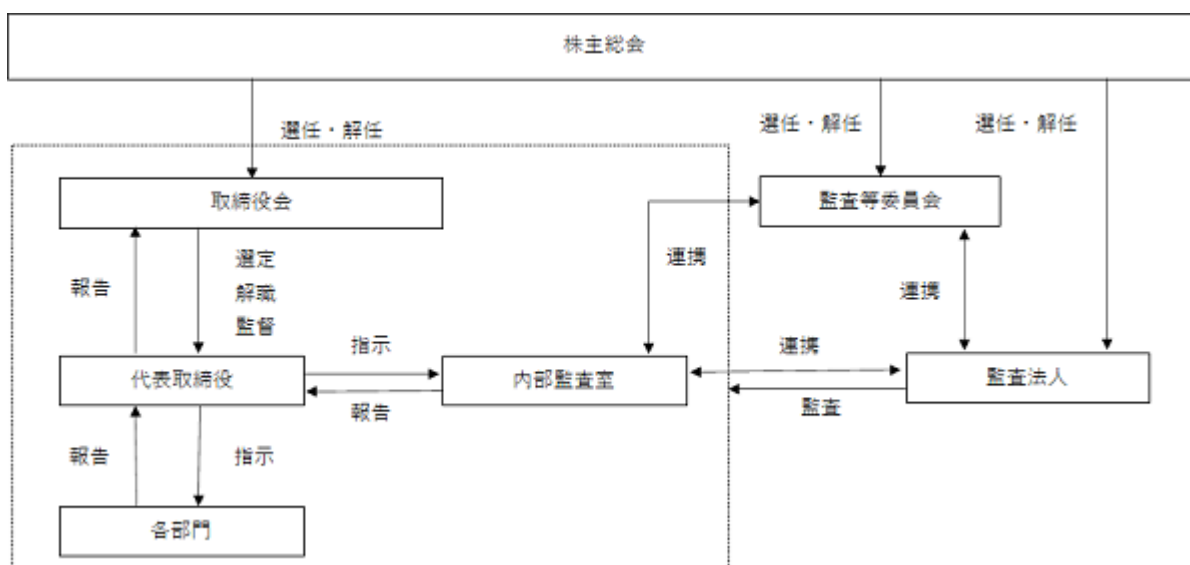 株主総会
選任・解任
選任・解任
選任・解任
取締役会
監査等委員会
報告
選定
解職
監督
連携
連携
指示
連携
代表取締役
内部監査室
監査法人
報告
監査
報告
指示
各部門